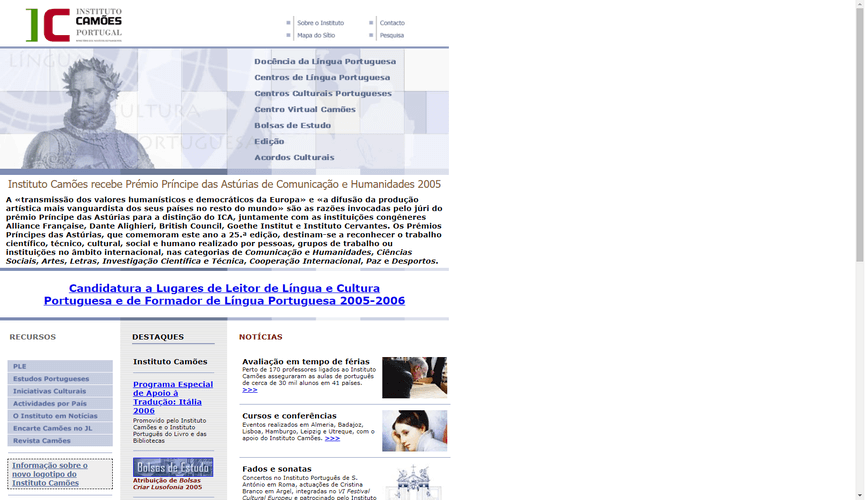 INSTITUTO
CAMÕES
PORTUGAL
Sobre o Instituto
Contacto
Mapa do Sítio
Pesquisa
LÍNGUA
CULTURA
PORTUGUESA
Docência da Língua Portuguesa
Centros de Língua Portuguesa
Centros Culturais Portugueses
Centro Virtual Camões
Bolsas de Estudo
Edição
Acordos Culturais
Instituto Camões recebe Prémio Príncipe das Astúrias de Comunicação e Humanidades 2005
A «transmissão dos valores humanísticos e democráticos da Europa» e «a difusão da produção
artística mais vanguardista dos seus países no resto do mundo» são as razões invocadas pelo júri do
prémio Príncipe das Astúrias para a distinção do ICA, juntamente com as instituições congéneres
Alliance Française, Dante Alighieri, British Council, Goethe Institut e Instituto Cervantes. Os Prémios
Príncipes das Astúrias, que comemoram este ano a 25.ª edição, destinam-se a reconhecer o trabalho
científico, técnico, cultural, social e humano realizado por pessoas, grupos de trabalho ou
instituições no âmbito internacional, nas categorias de Comunicação e Humanidades, Ciências
Sociais, Artes, Letras, Investigação Científica e Técnica, Cooperação Internacional, Paz e Desportos.
Candidatura a Lugares de Leitor de Língua e Cultura
Portuguesa e de Formador de Língua Portuguesa 2005-2006
RECURSOS
PLE
Estudos Portugueses
Iniciativas Culturais
Actividades por País
O Instituto em Notícias
Encarte Camões no JL
Revista Camões
Informação sobre o
novo logotipo do
Instituto Camões
DESTAQUES
Instituto Camões
Programa Especial
de Apoio à
Tradução: Itália
2006
Promovido pelo Instituto
Camões e o Instituto
Português do Livro e das
Bibliotecas
Bolsas de Estudo
Atribuição de Bolsas
Criar Lusofonia 2005
NOTÍCIAS
Avaliação em tempo de férias
Perto de 170 professores ligados ao Instituto
Camões asseguraram as aulas de português
de cerca de 30 mil alunos em 41 países.
>>>
Cursos e conferências
Eventos realizados em Almeria, Badajoz,
Lisboa, Hamburgo, Leipzig e Utreque, com o
apoio do Instituto Camões. >>>
Fados e sonatas
Concertos no Instituto Português de S.
António em Roma, actuações de Cristina
Branco em Argel, integradas no VI Festival
Cultural Europeu e patrocinado pelo Instituto